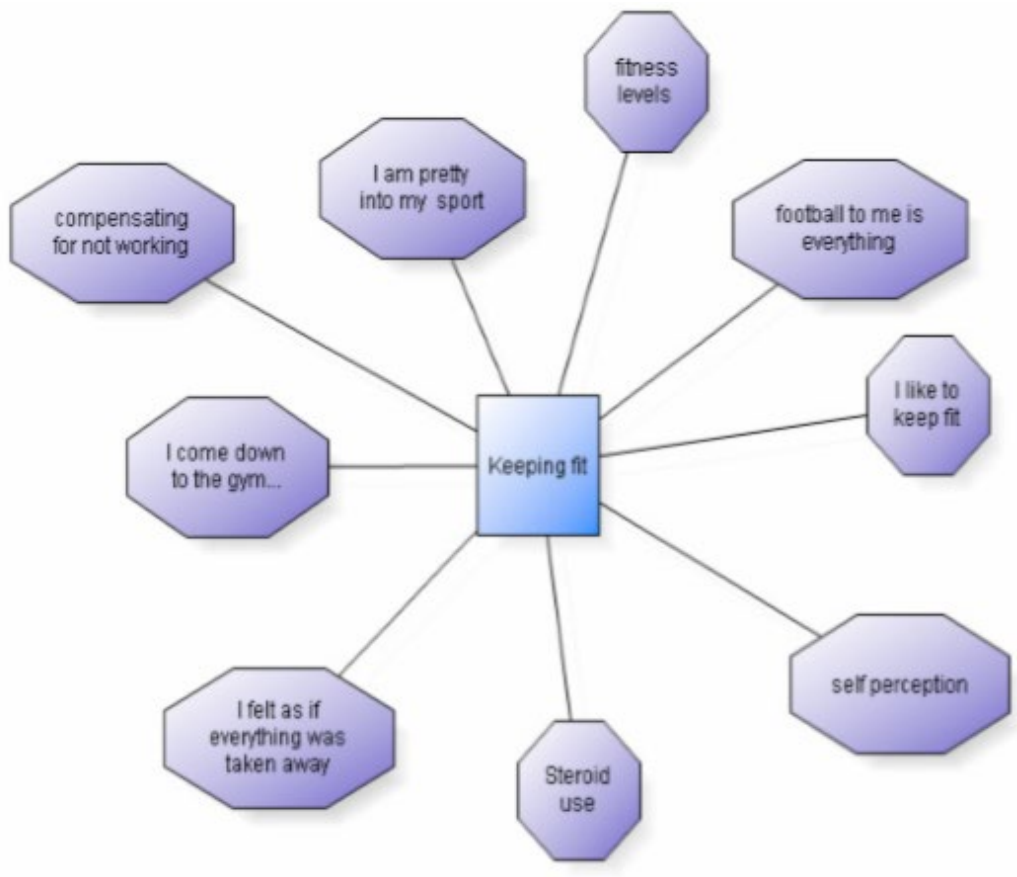 fitness
levels
I am pretty
into my sport
football to me is
everything
compensating
for not working
I like to
keep fit
I come down
to the gym...
Keeping fit
self perception
I felt as if
everything was
taken away
Steroid
use